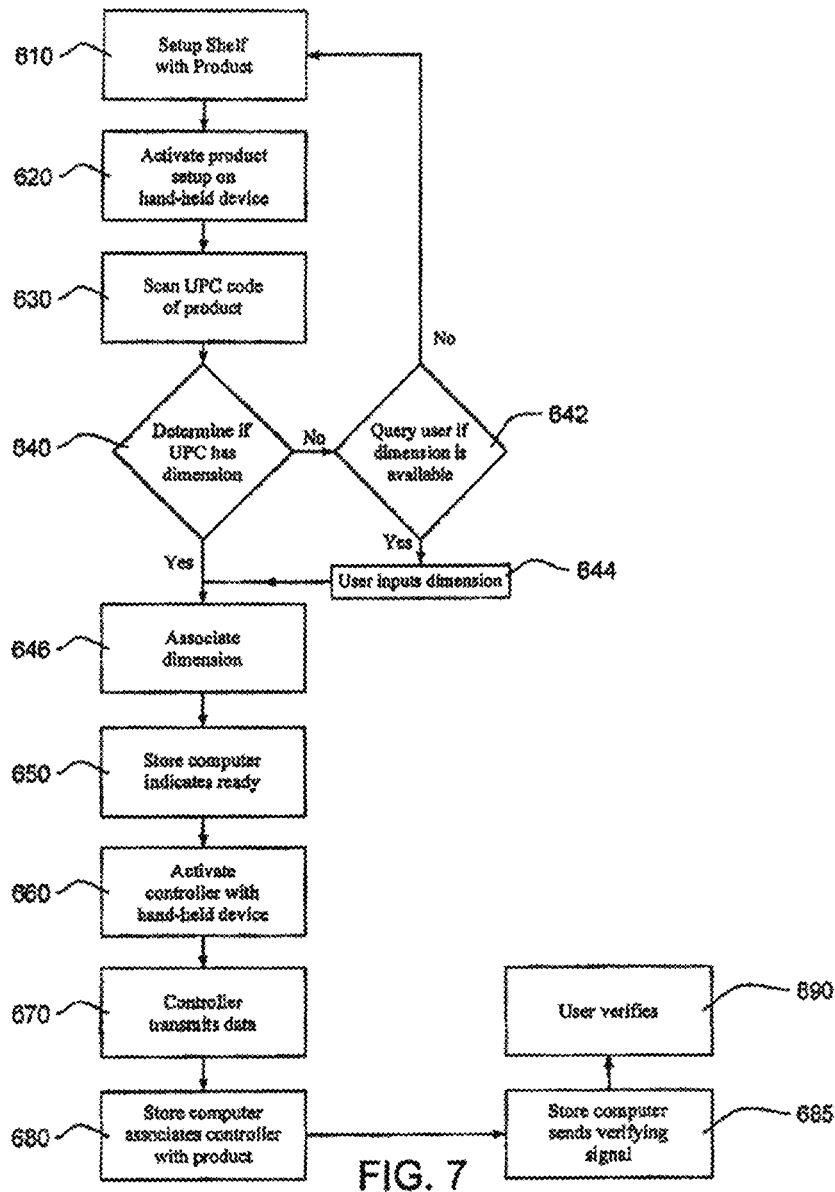 610
Setup Shelf
with Product
620
Activate product
setup on
hand-held device
630
Scan UPC code
of product
No
640
Determine if
UPC has
dimension
No
Query user if
dimension is
available
642
Yes
Yes
User inputs dimension
644
646
Associate
dimension
650
Store computer
indicates ready
660
Activate
controller with
hand-held device
670
Controller
transmits data
User verifies
690
680
Store computer
associates controller
with product
Store computer
sends verifying
signal
685
FIG. 7